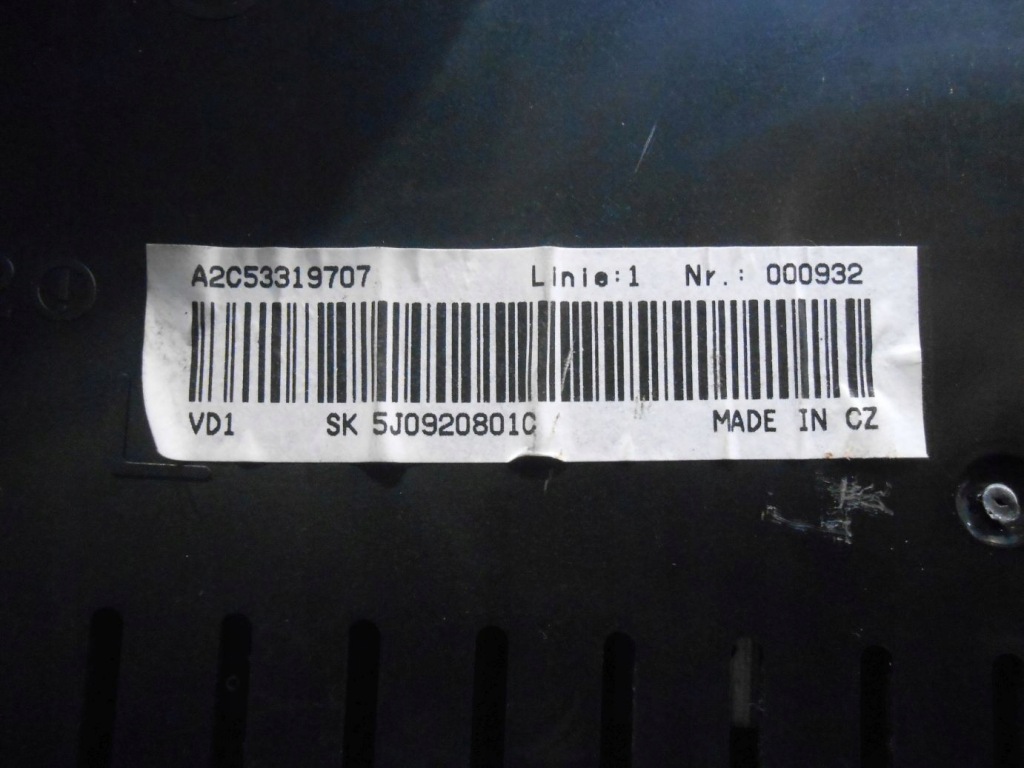 A2C53319707 Linie:1 Nr.: 000932
VD1 SK 5J0920801C MADE IN CZ